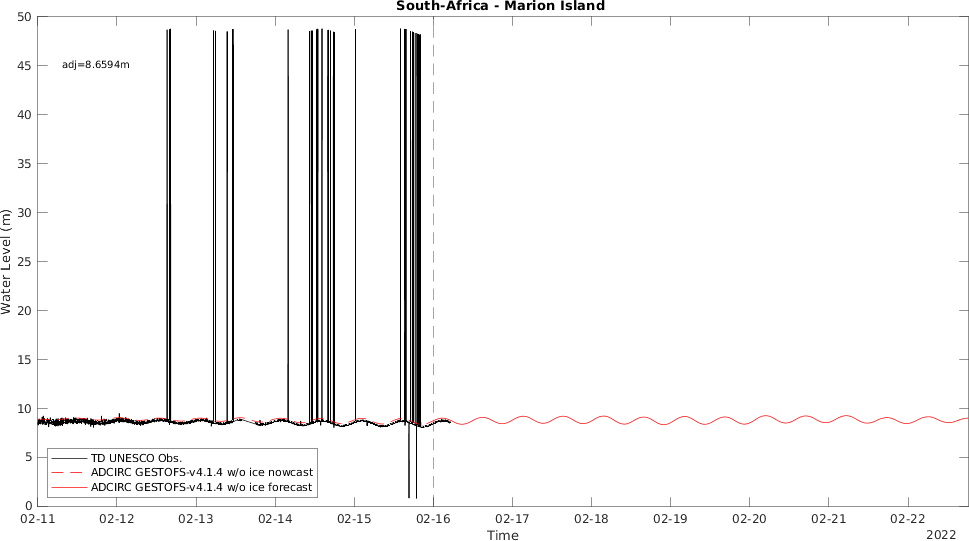 South-Africa - Marion Island
50
45
40
35
30
25
20
15
10
5
0
Water Level (m)
adj=8.6594m
TD UNESCO Obs.
ADCIRC GESTOFS-v4.1.4 w/o ice nowcast
ADCIRC GESTOFS-v4.1.4 w/o ice forecast
02-11 02-12 02-13 02-14 02-15 02-16 02-17 02-18 02-19 02-20 02-21 02-22
Time
2022